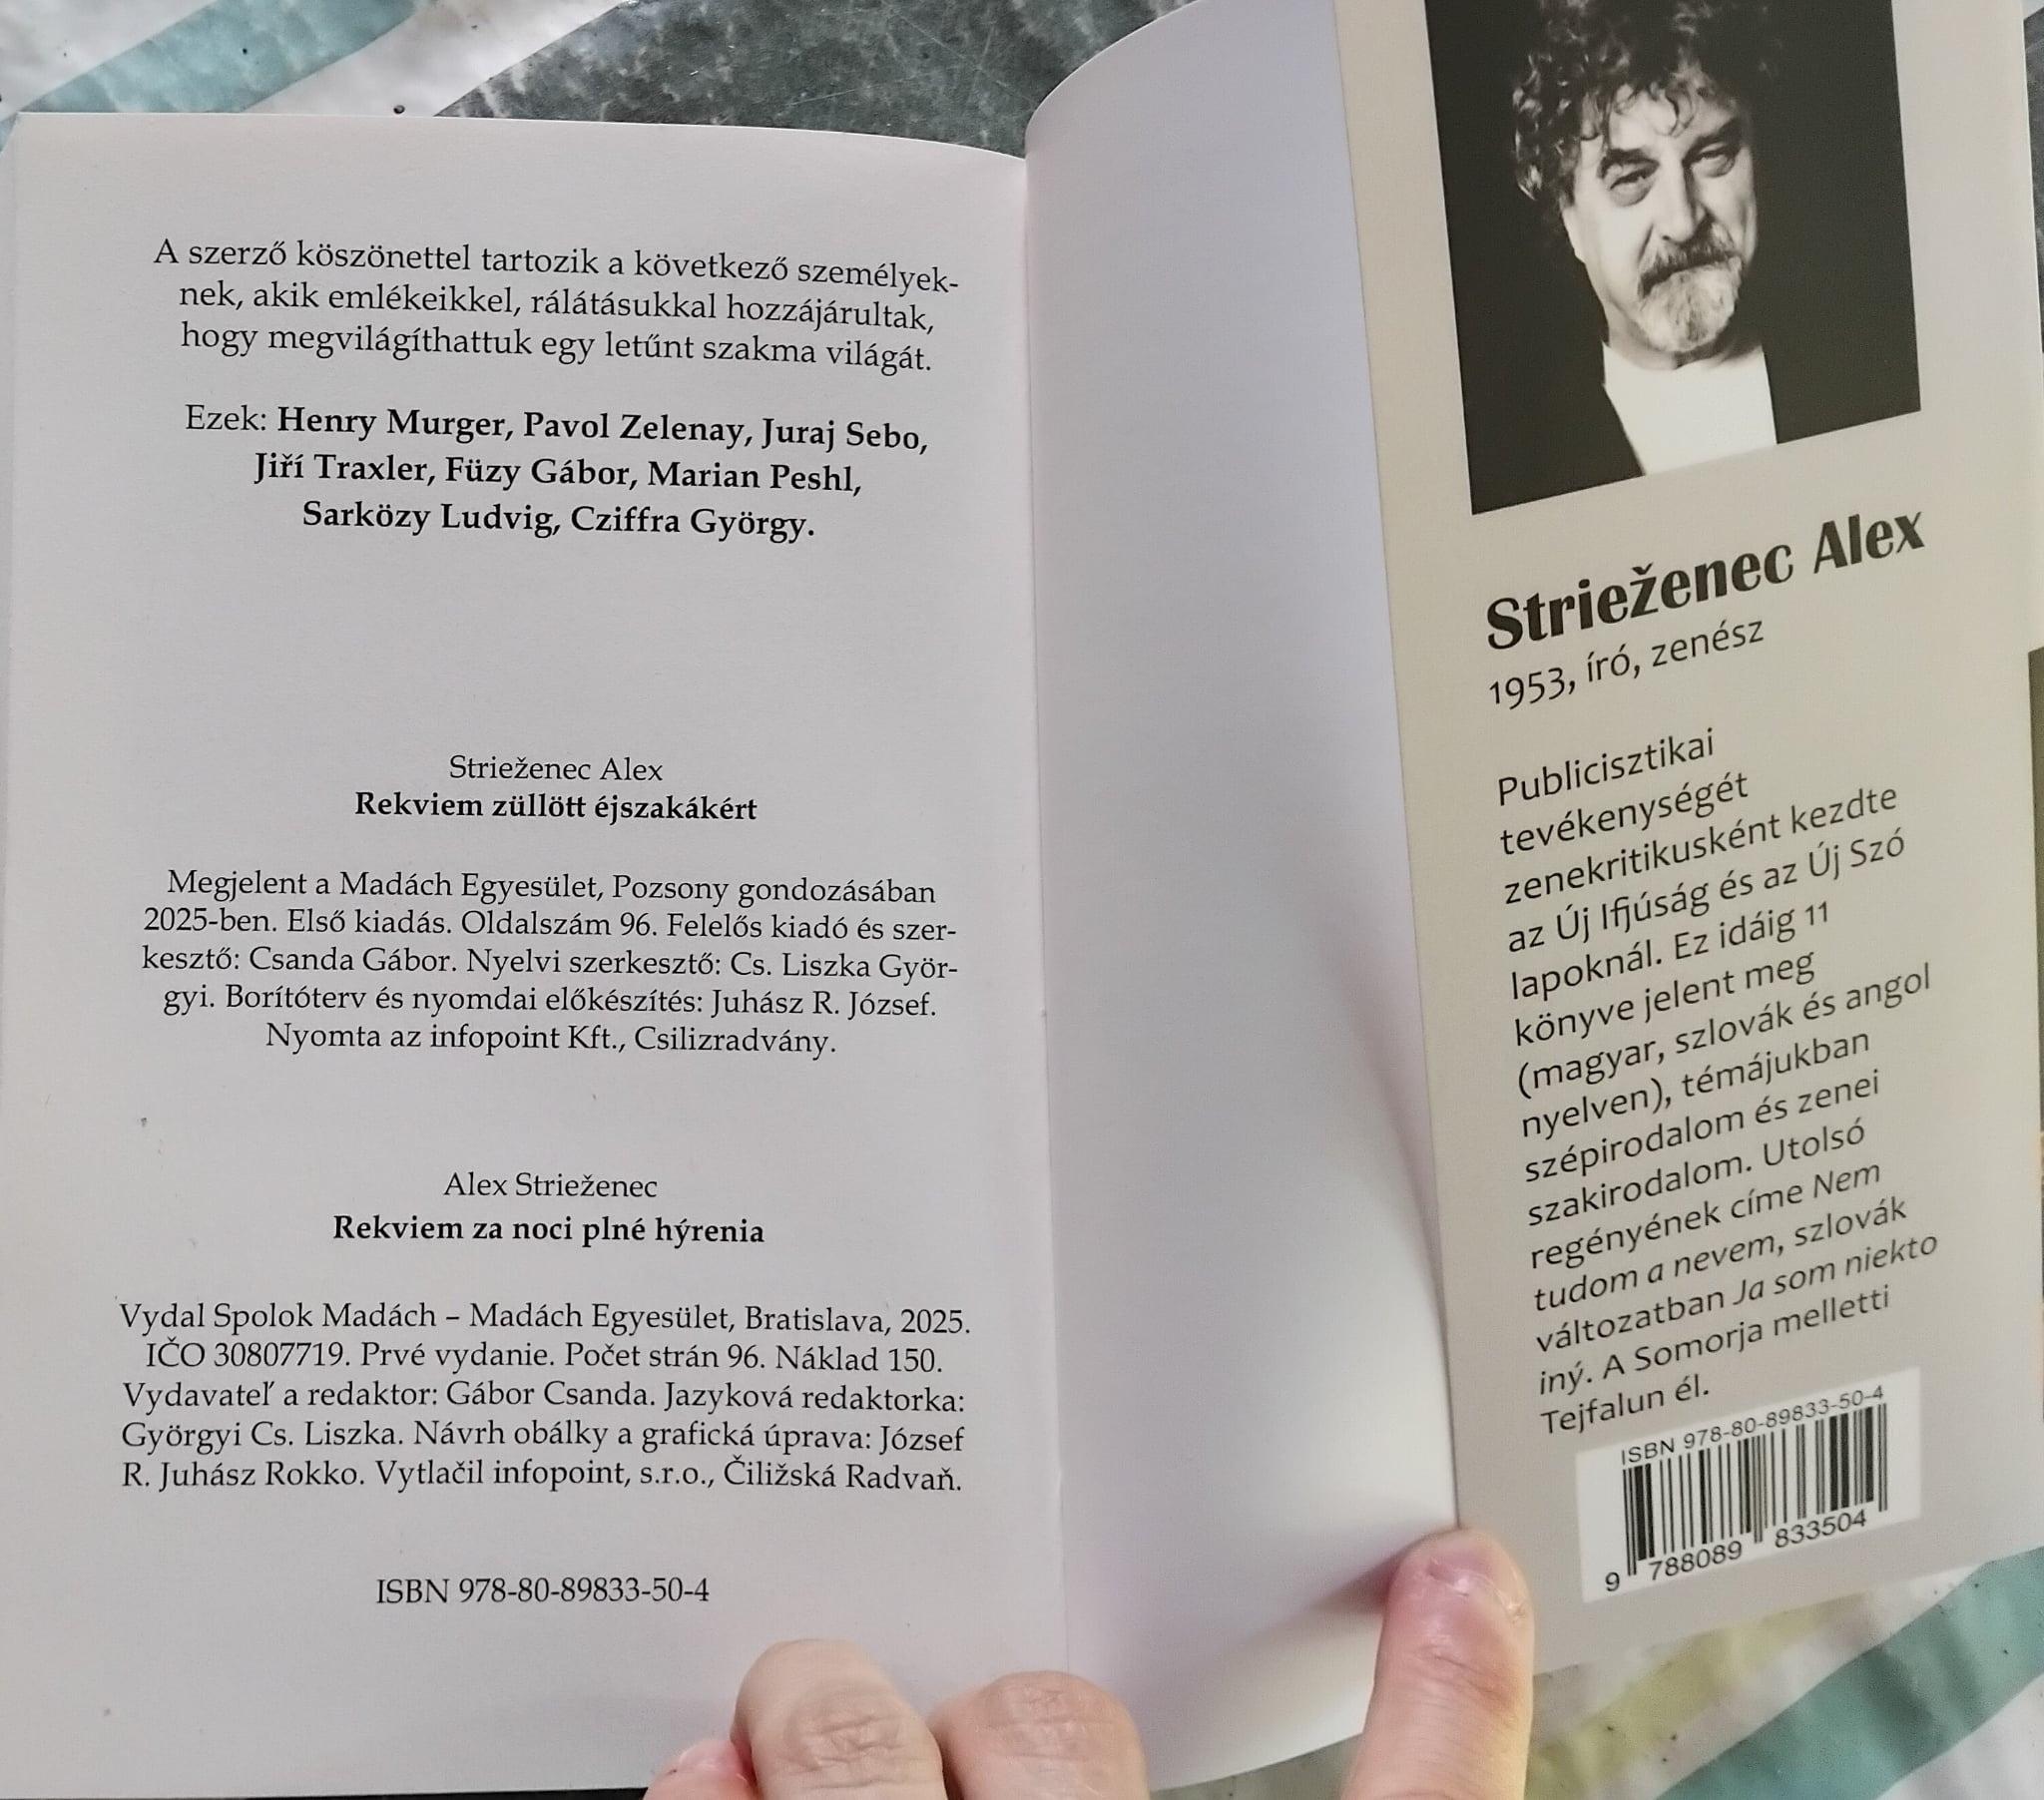 A szerző köszönettel tartozik a következő személyek-
nek, akik emlékeikkel, rálátásukkal hozzájárultak,
hogy megvilágíthattuk egy letűnt szakma világát.
Ezek: Henry Murger, Pavol Zelenay, Juraj Sebo,
Jiří Traxler, Füzy Gábor, Marian Peshl,
Sarközy Ludvig, Cziffra György.
Strieženec Alex
Rekviem züllött éjszakákért
Megjelent a Madách Egyesület, Pozsony gondozásában
2025-ben. Első kiadás. Oldalszám 96. Felelős kiadó és szer-
kesztő: Csanda Gábor. Nyelvi szerkesztő: Cs. Liszka Györ-
gyi. Borítóterv és nyomdai előkészítés: Juhász R. József.
Nyomta az infopoint Kft., Csilizradvány.
Alex Strieženec
Rekviem za noci plné hýrenia
Vydal Spolok Madách – Madách Egyesület, Bratislava, 2025.
IČO 30807719. Prvé vydanie. Počet strán 96. Náklad 150.
Vydavateľ a redaktor: Gábor Csanda. Jazyková redaktorka:
Györgyi Cs. Liszka. Návrh obálky a grafická úprava: József
R. Juhász Rokko. Vytlačil infopoint, s.r.o., Čiližská Radvaň.
ISBN 978-80-89833-50-4
Strieženec Alex
1953, író, zenész
Publicisztikai
tevékenységét
zenekritikusként kezdte
az Új Ifjúság és az Új Szó
lapoknál. Ez idáig 11
könyve jelent meg
(magyar, szlovák és angol
nyelven), témájukban
szépirodalom és zenei
szakirodalom. Utolsó
regényének címe Nem
tudom a nevem, szlovák
változatban Ja som niekto
iný. A Somorja melletti
Tejfalun él.
ISBN 978-80-89833-50-4
9 788089 833504